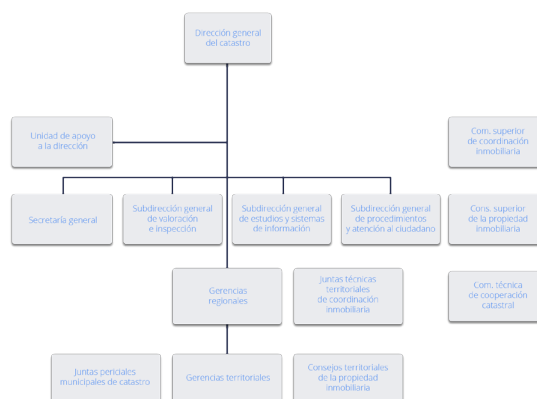 Dirección general
del catastro
Unidad de apoyo
a la dirección
Com. superior
de coordinación
inmobiliaria
Secretaría general
Subdirección general
de valoración
e inspección
Subdirección general
de estudios y sistemas
de información
Subdirección general
de procedimientos
y atención al ciudadano
Cons. superior
de la propiedad
inmobiliaria
Gerencias
regionales
Juntas técnicas
territoriales
de coordinación
inmobiliaria
Com. técnica
de cooperación
catastral
Juntas periciales
municipales de catastro
Gerencias territoriales
Consejos territoriales
de la propiedad
inmobiliaria